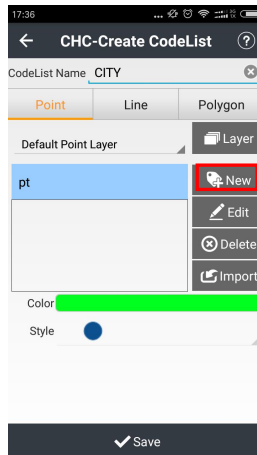 17:36
CHC-Create CodeList
CodeList Name CITY
Point Line Polygon
Default Point Layer Layer
pt New
Edit
Delete
Import
Color
Style
Save